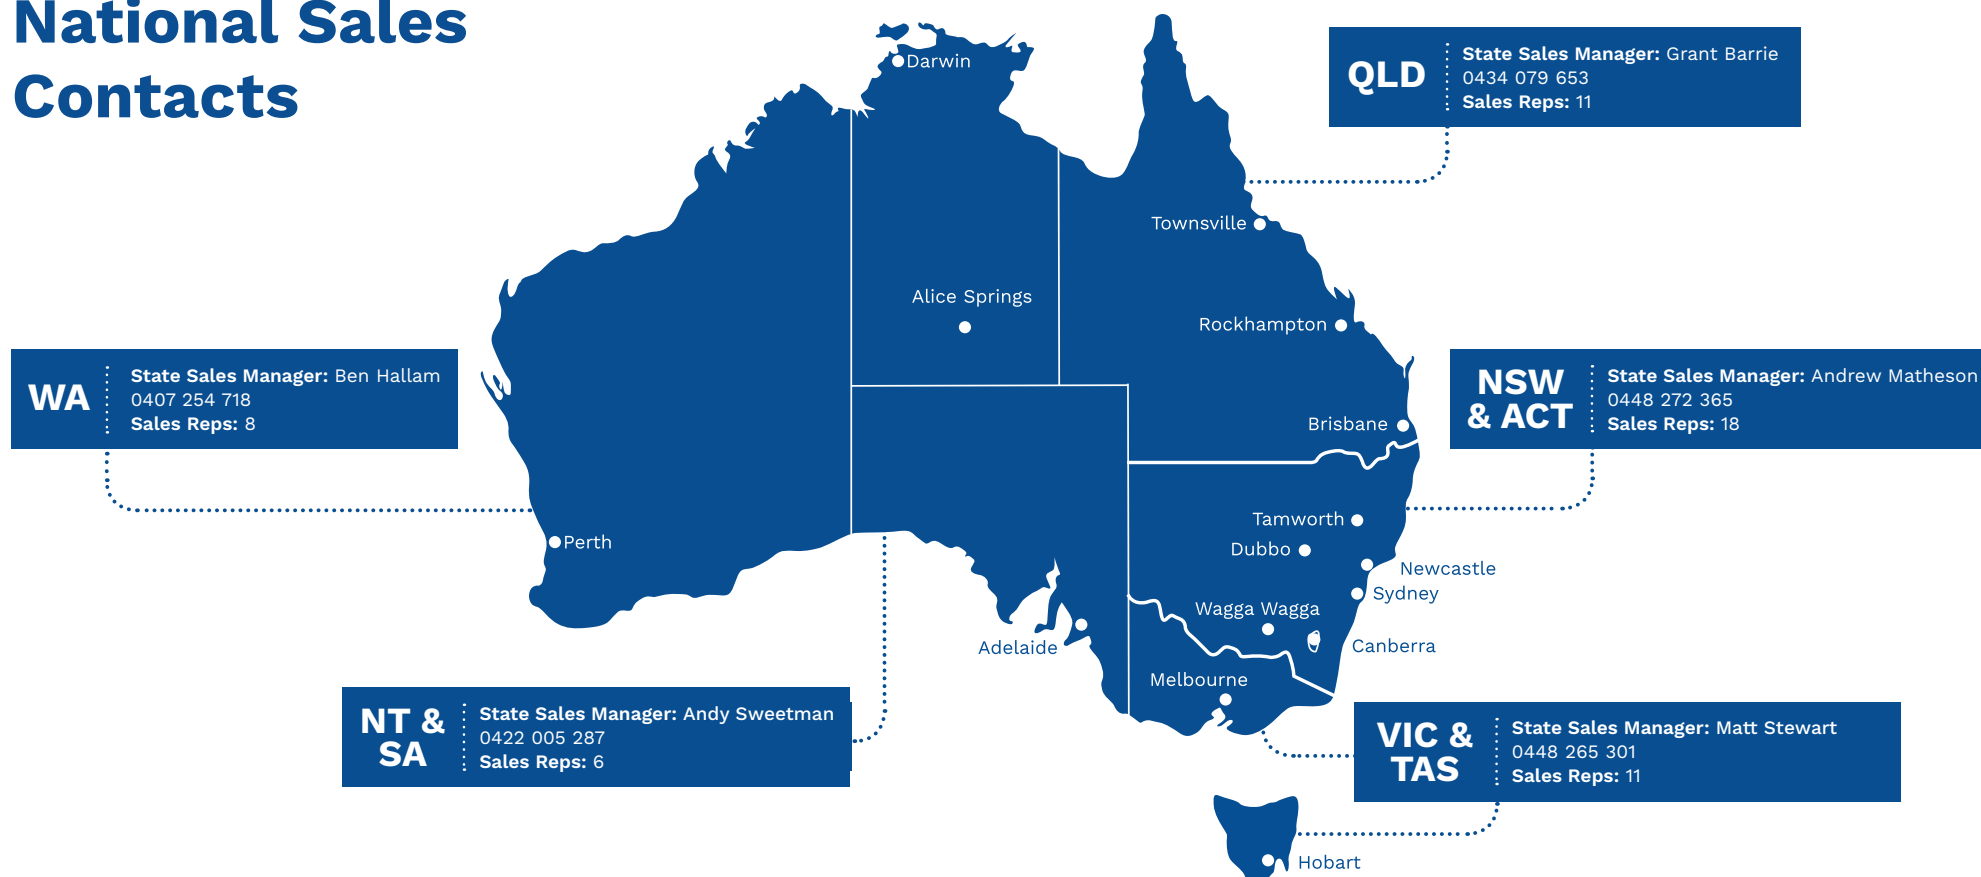 National Sales
Contacts
QLD
State Sales Manager: Grant Barrie
0434 079 653
Sales Reps: 11
Darwin
Townsville
Alice Springs
Rockhampton
WA
State Sales Manager: Ben Hallam
0407 254 718
Sales Reps: 8
NSW
& ACT
State Sales Manager: Andrew Matheson
0448 272 365
Sales Reps: 18
Brisbane
Tamworth
Perth
Dubbo
Newcastle
Sydney
Wagga Wagga
Adelaide
Canberra
Melbourne
NT &
SA
State Sales Manager: Andy Sweetman
0422 005 287
Sales Reps: 6
VIC &
TAS
State Sales Manager: Matt Stewart
0448 265 301
Sales Reps: 11
Hobart